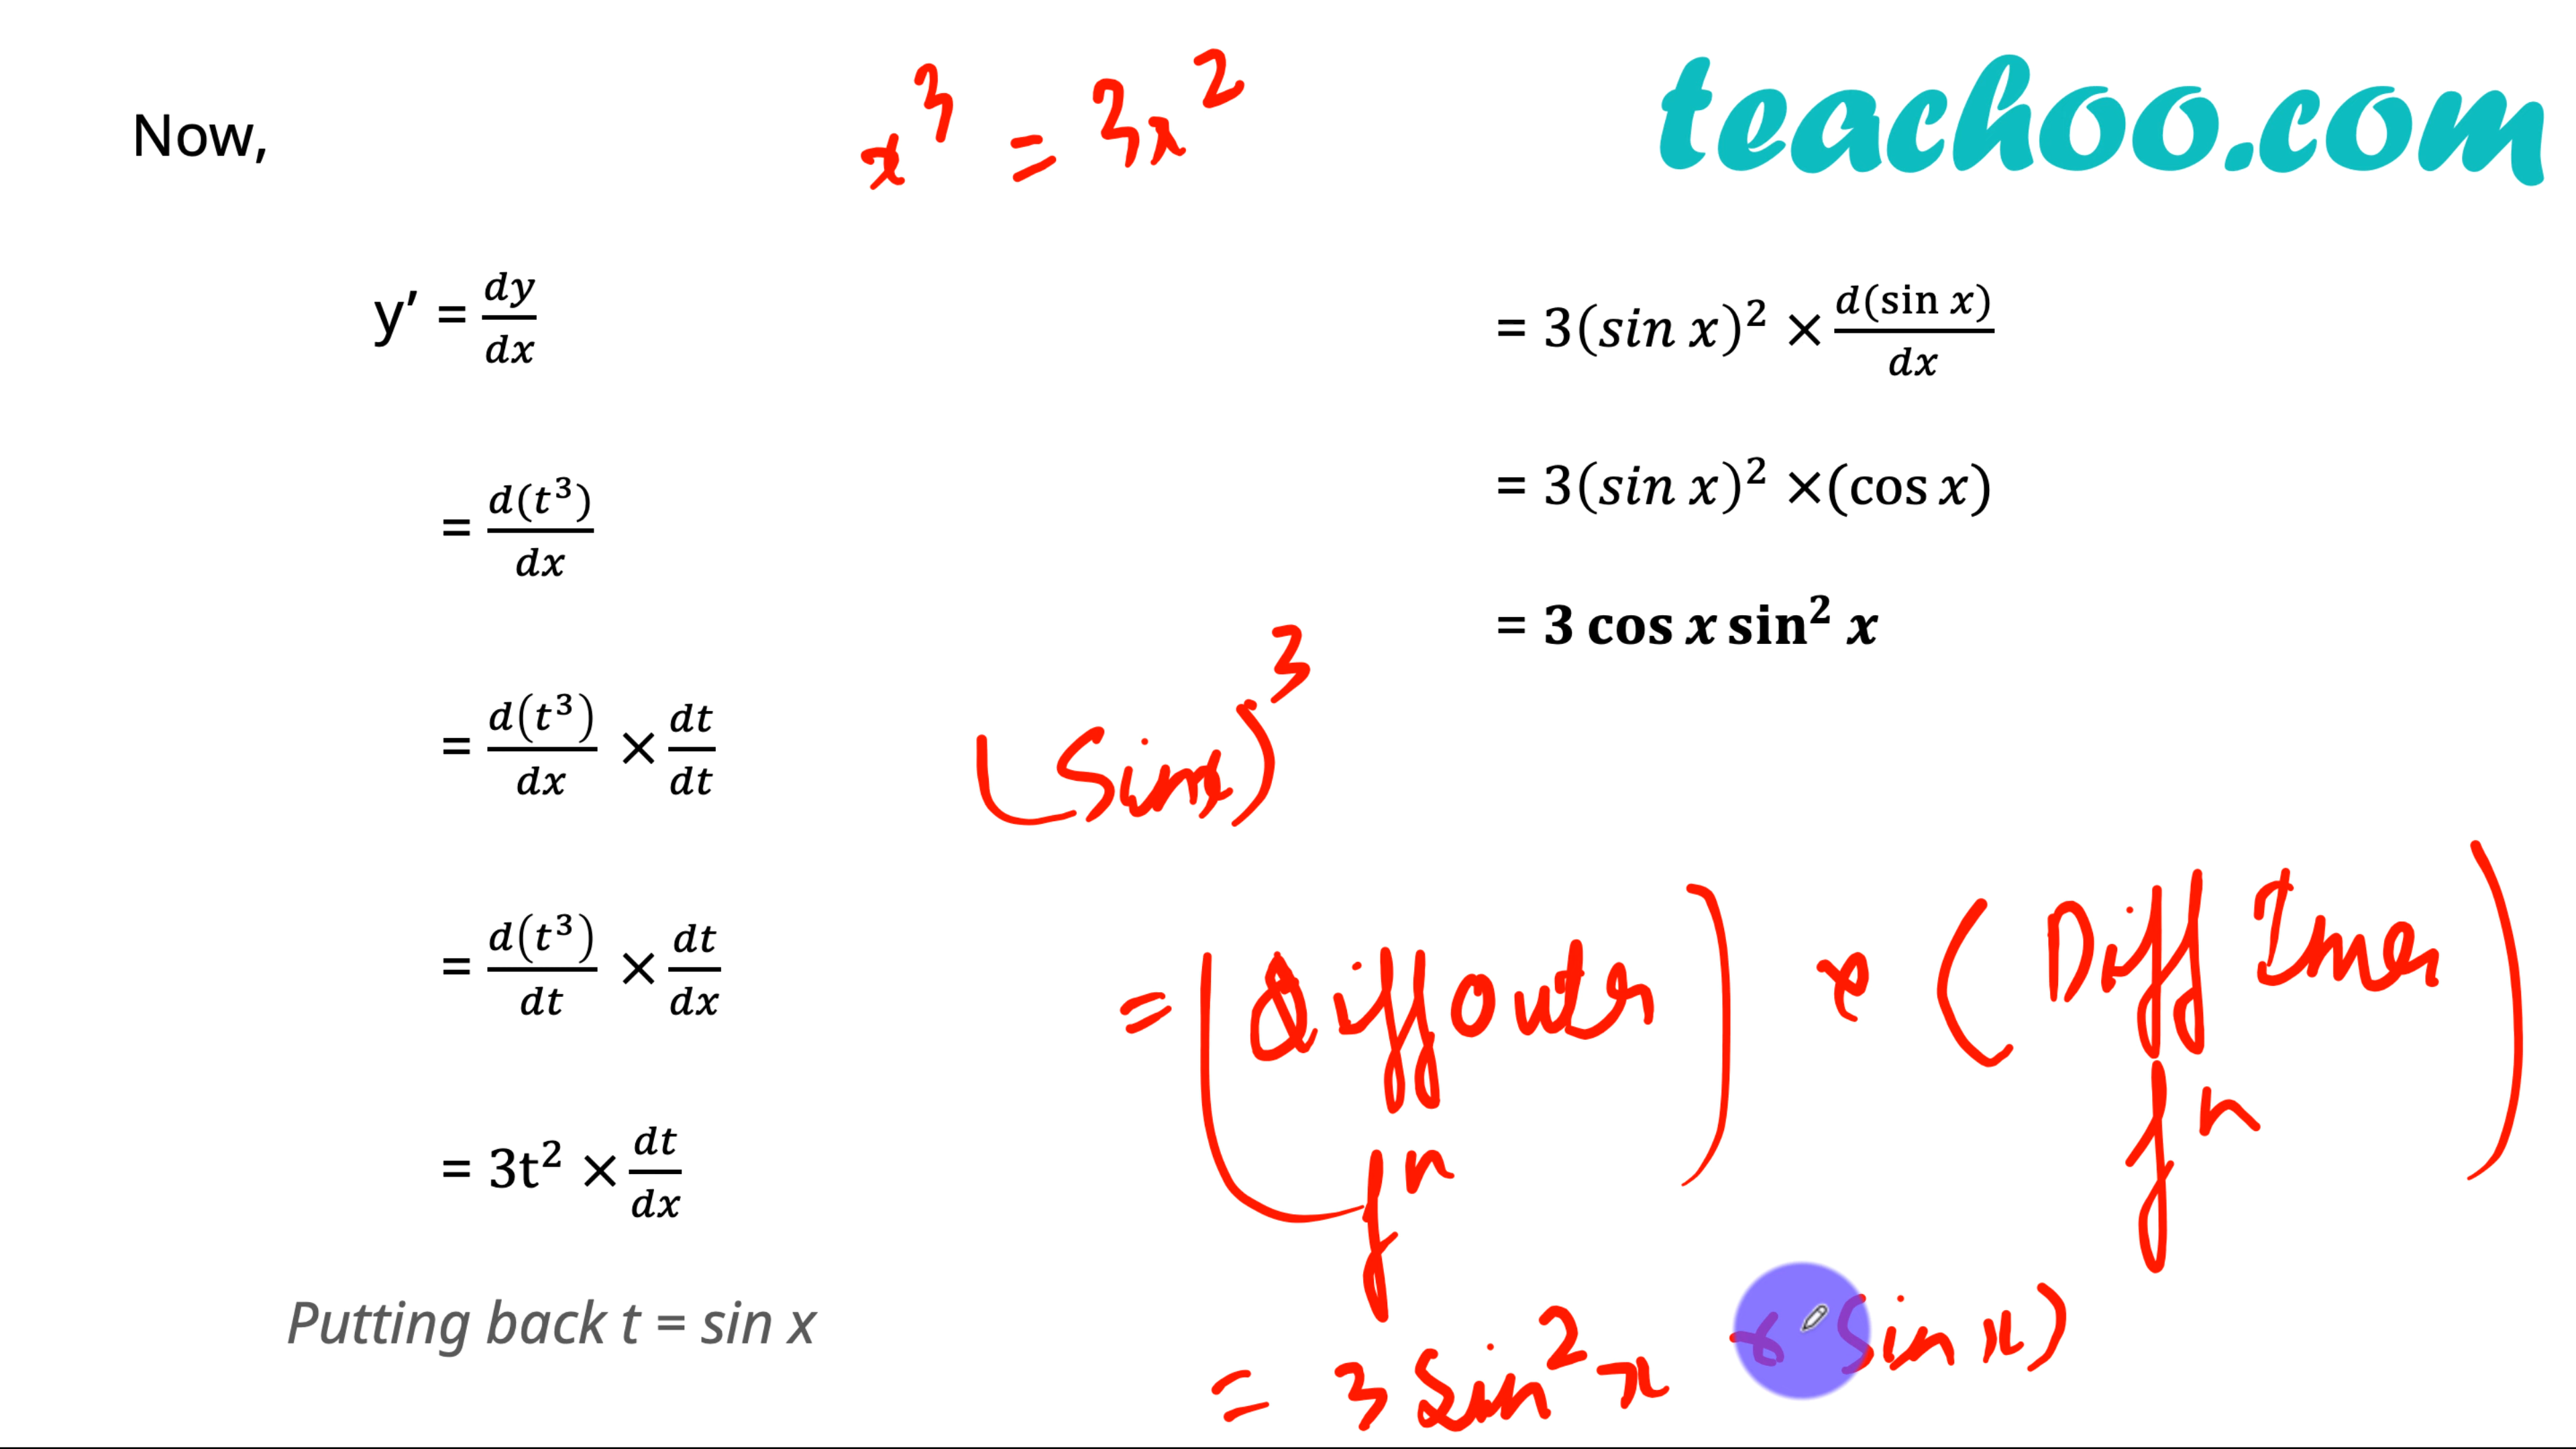 Now,
x³ = 3x²
teachoo.com
y’ = dy/dx
= d(t³)/dx
= d(t³)/dx × dt/dt
= d(t³)/dt × dt/dx
= 3t² × dt/dx
Putting back t = sin x
= 3(sin x)² × d(sin x)/dx
= 3(sin x)² ×(cos x)
= 3 cos x sin² x
(Sinx)³
= (Diff outer fⁿ) × (Diff Inner fⁿ)
= 3 Sin²x × Sin x)